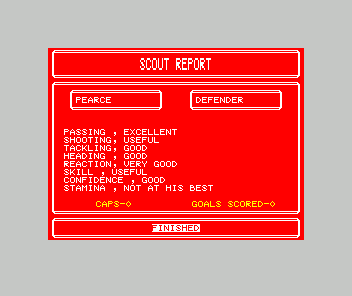 SCOUT REPORT
PEARCE DEFENDER
PASSING , EXCELLENT
SHOOTING, USEFUL
TACKLING, GOOD
HEADING , GOOD
REACTION, VERY GOOD
SKILL , USEFUL
CONFIDENCE , GOOD
STAMINA , NOT AT HIS BEST
CAPS-0 GOALS SCORED-0
FINISHED